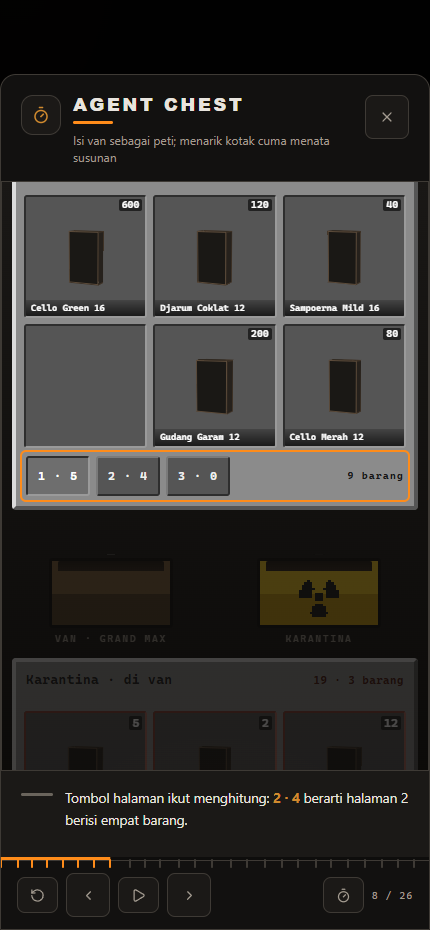 AGENT CHEST
Isi van sebagai peti; menarik kotak cuma menata
susunan
600
120
40
Cello Green 16
Djarum Coklat 12
Sampoerna Mild 16
200
80
Gudang Garam 12
Cello Merah 12
1 · 5
2 · 4
3 · 0
9 barang
VAN · GRAND MAX
KARANTINA
Karantina · di van
19 · 3 barang
5
2
12
Tombol halaman ikut menghitung: 2 · 4 berarti halaman 2
berisi empat barang.
8 / 26